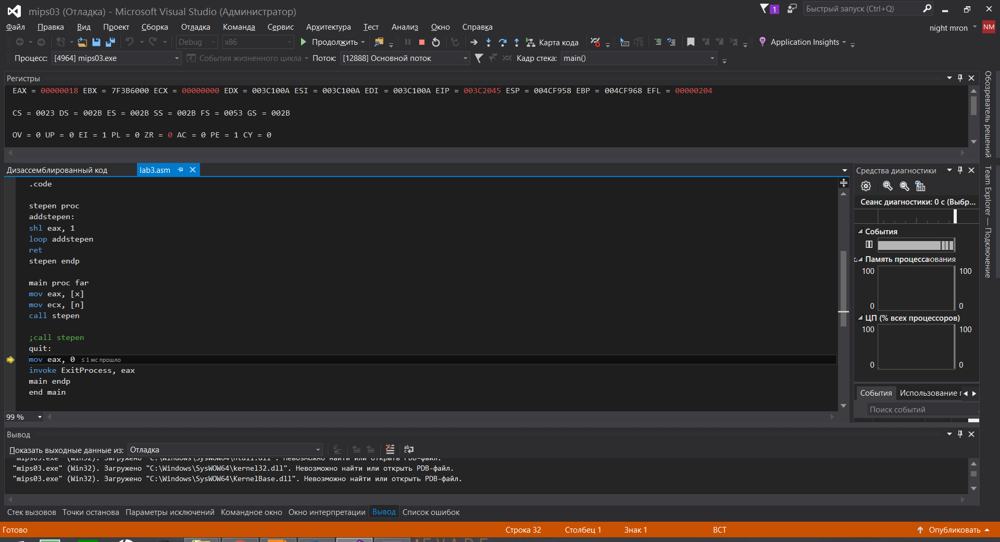 mips03 (Отладка) - Microsoft Visual Studio (Администратор)
1
Быстрый запуск (Ctrl+Q)
Файл Правка Вид Проект Сборка Отладка Команда Сервис Архитектура Тест Анализ Окно Справка
night mron NM
Debug x86 Продолжить Карта кода Application Insights
Процесс: [4964] mips03.exe События жизненного цикла Поток: [12888] Основной поток Кадр стека: main()
Регистры
EAX = 00000018 EBX = 7F3B6000 ECX = 00000000 EDX = 003C100A ESI = 003C100A EDI = 003C100A EIP = 003C2045 ESP = 004CF958 EBP = 004CF968 EFL = 00000204
CS = 0023 DS = 002B ES = 002B SS = 002B FS = 0053 GS = 002B
OV = 0 UP = 0 EI = 1 PL = 0 ZR = 0 AC = 0 PE = 1 CY = 0
Дизассемблированный код lab3.asm
.code
stepen proc
addstepen:
shl eax, 1
loop addstepen
ret
stepen endp
main proc far
mov eax, [x]
mov ecx, [n]
call stepen
;call stepen
quit:
mov eax, 0 ≤ 1 мс прошло
invoke ExitProcess, eax
main endp
end main
99 %
Средства диагностики
Сеанс диагностики: 0 с (Выбр...
События
Память процесса
ования
100 100
0 0
ЦП (% всех процессоров)
100 100
0 0
События Использование
Поиск событий
Обозреватель решений
Team Explorer — Подключение
Вывод
Показать выходные данные из: Отладка
"mips03.exe" (Win32). Загружено "C:\Windows\SysWOW64\ntdll.dll". Невозможно найти или открыть PDB-файл.
"mips03.exe" (Win32). Загружено "C:\Windows\SysWOW64\kernel32.dll". Невозможно найти или открыть PDB-файл.
"mips03.exe" (Win32). Загружено "C:\Windows\SysWOW64\KernelBase.dll". Невозможно найти или открыть PDB-файл.
Стек вызовов Точки останова Параметры исключений Командное окно Окно интерпретации Вывод Список ошибок
Готово Строка 32 Столбец 1 Знак 1 ВСТ Опубликовать